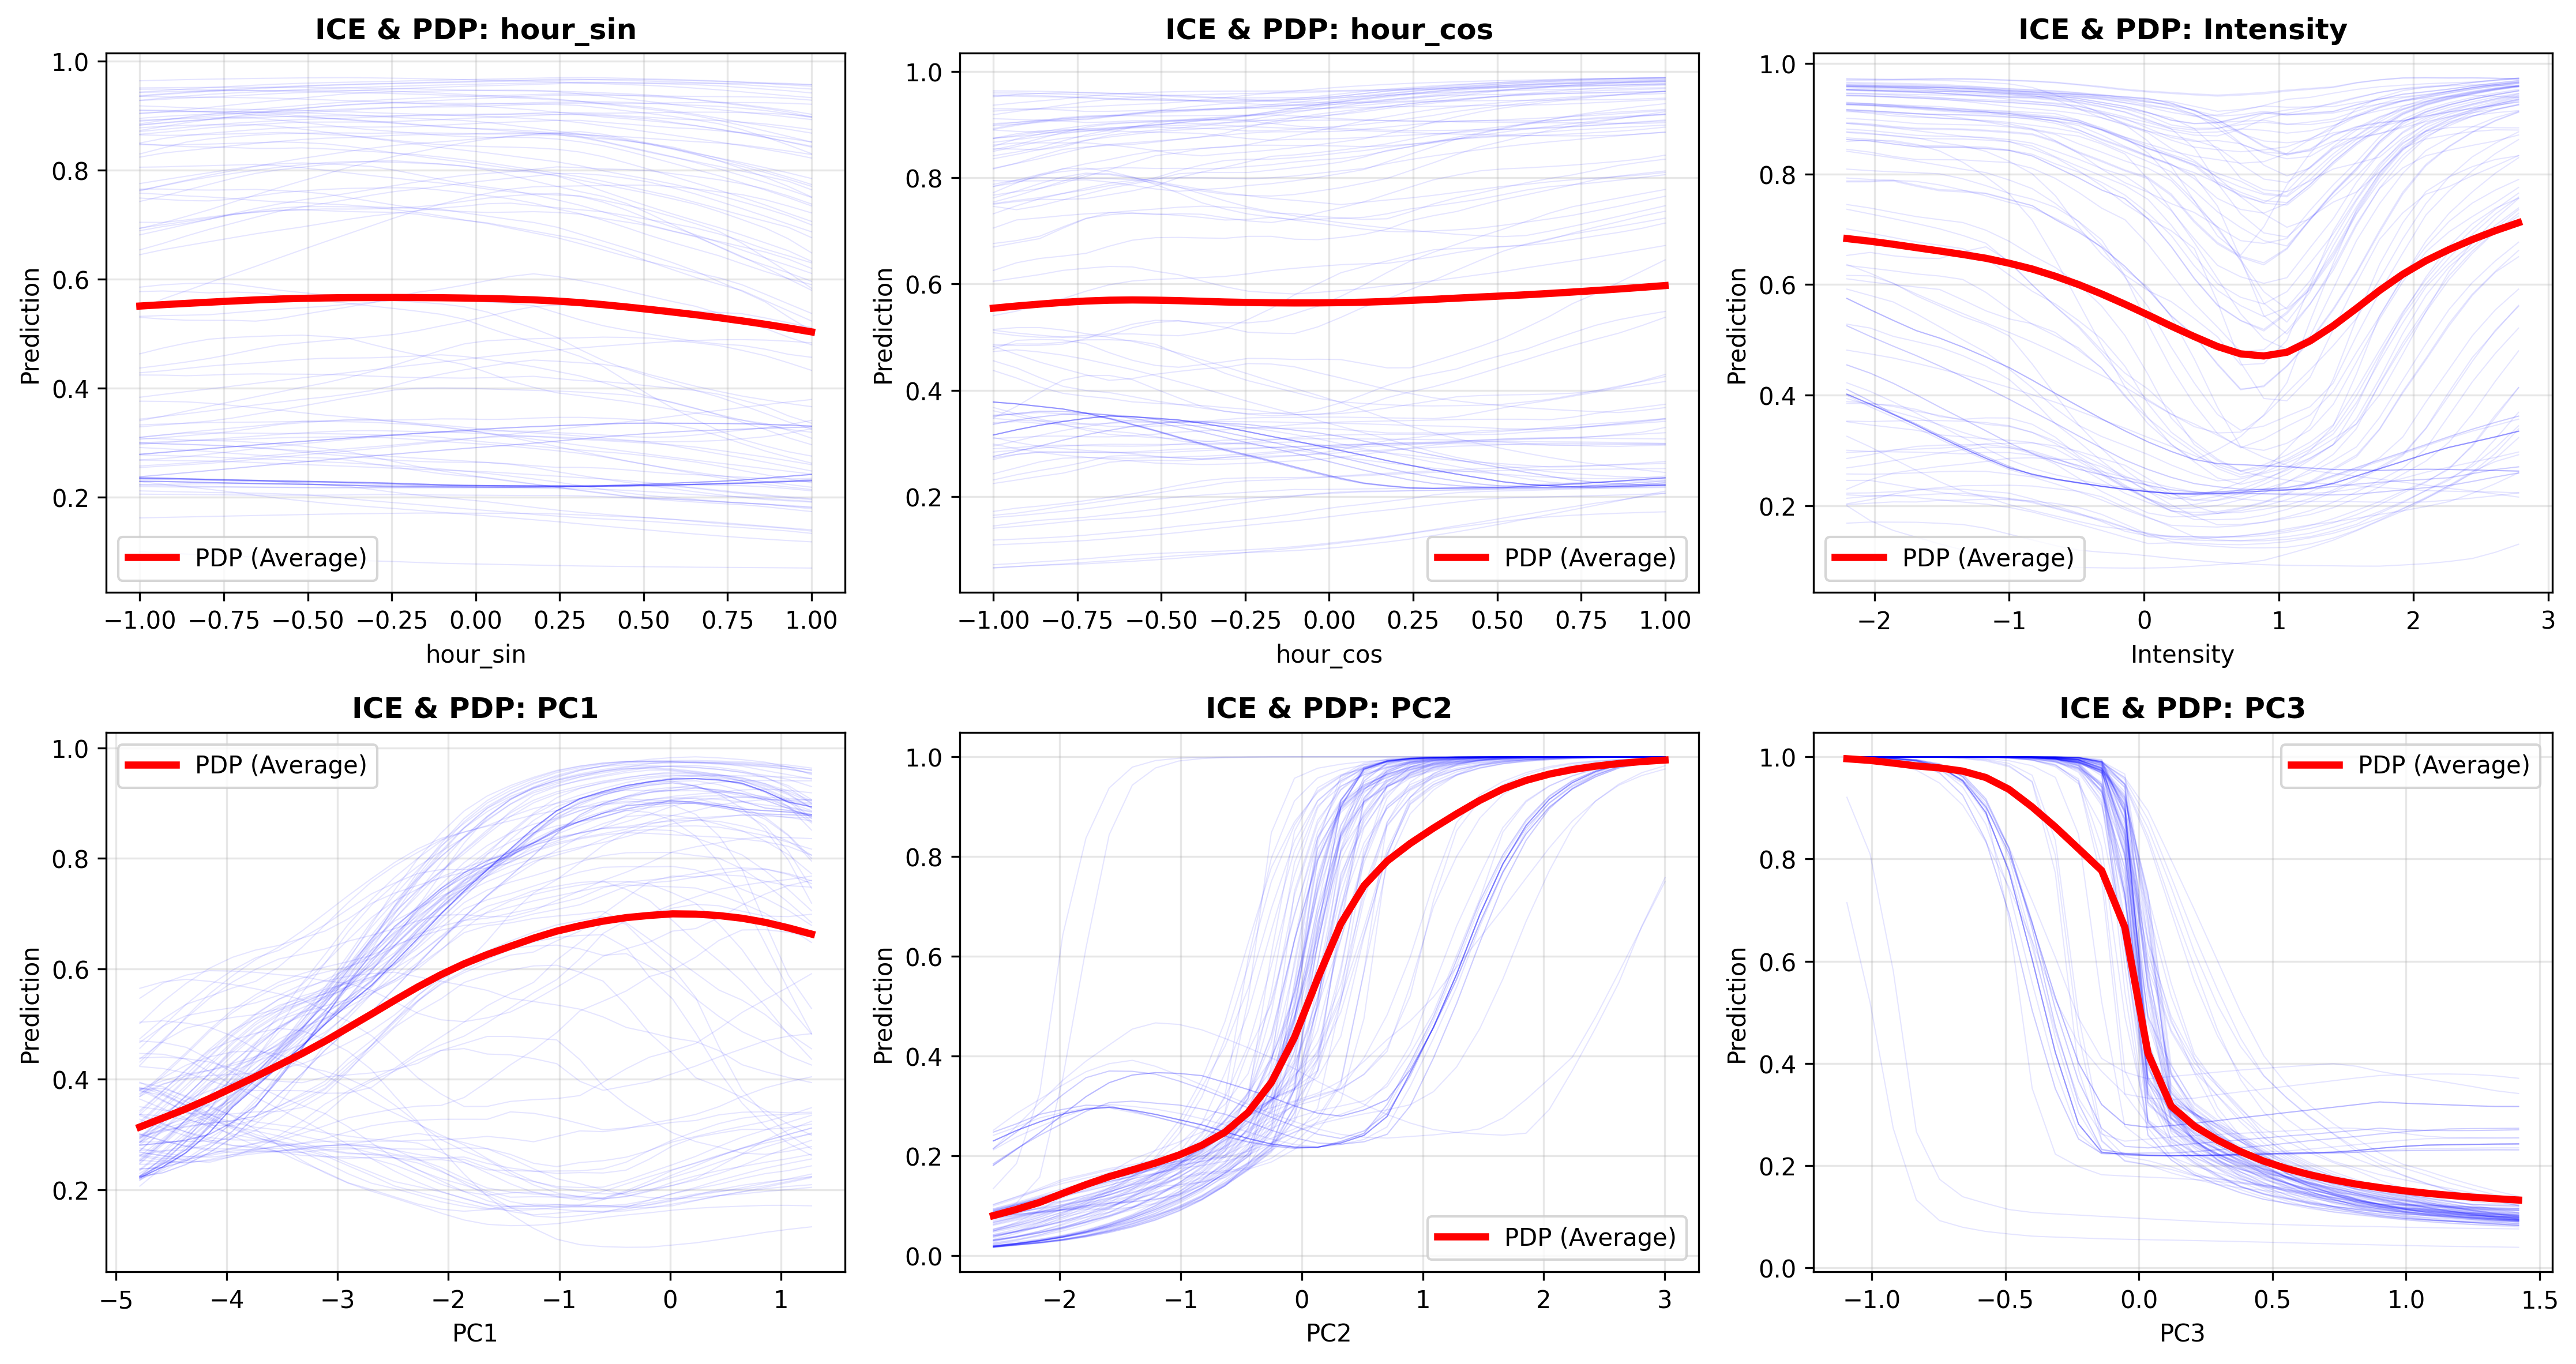 ICE & PDP: hour_sin
ICE & PDP: hour_cos
ICE & PDP: Intensity
1.0
0.8
0.6
0.4
0.2
Prediction
PDP (Average)
−1.00 −0.75 −0.50 −0.25 0.00 0.25 0.50 0.75 1.00
hour_sin
1.0
0.8
0.6
0.4
0.2
Prediction
PDP (Average)
−1.00 −0.75 −0.50 −0.25 0.00 0.25 0.50 0.75 1.00
hour_cos
1.0
0.8
0.6
0.4
0.2
Prediction
PDP (Average)
−2 −1 0 1 2 3
Intensity
ICE & PDP: PC1
ICE & PDP: PC2
ICE & PDP: PC3
PDP (Average)
1.0
0.8
0.6
0.4
0.2
Prediction
−5 −4 −3 −2 −1 0 1
PC1
1.0
0.8
0.6
0.4
0.2
0.0
Prediction
PDP (Average)
−2 −1 0 1 2 3
PC2
PDP (Average)
1.0
0.8
0.6
0.4
0.2
0.0
Prediction
−1.0 −0.5 0.0 0.5 1.0 1.5
PC3